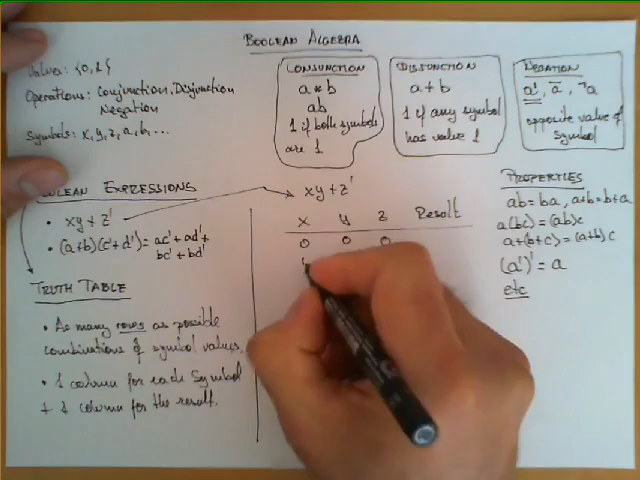 BOOLEAN ALGEBRA
Values: {0,1}
Operations: Conjunction, Disjunction
Negation
Symbols: x, y, z, a, b, ...
CONJUNCTION
a * b
ab
1 if both symbols
are 1
DISJUNCTION
a + b
1 if any symbol
has value 1
NEGATION
a', a̅, ¬a
opposite value of
symbol
BOOLEAN EXPRESSIONS
• xy + z'
• (a+b)(c'+d') = ac' + ad' +
bc' + bd'
TRUTH TABLE
• As many rows as possible
combinations of symbol values.
• 1 column for each symbol
+ 1 column for the result.
xy + z'
x y z Result
0 0 0
PROPERTIES
ab = ba, a+b = b+a
a(bc) = (ab)c
a+(b+c) = (a+b)c
(a')' = a
etc